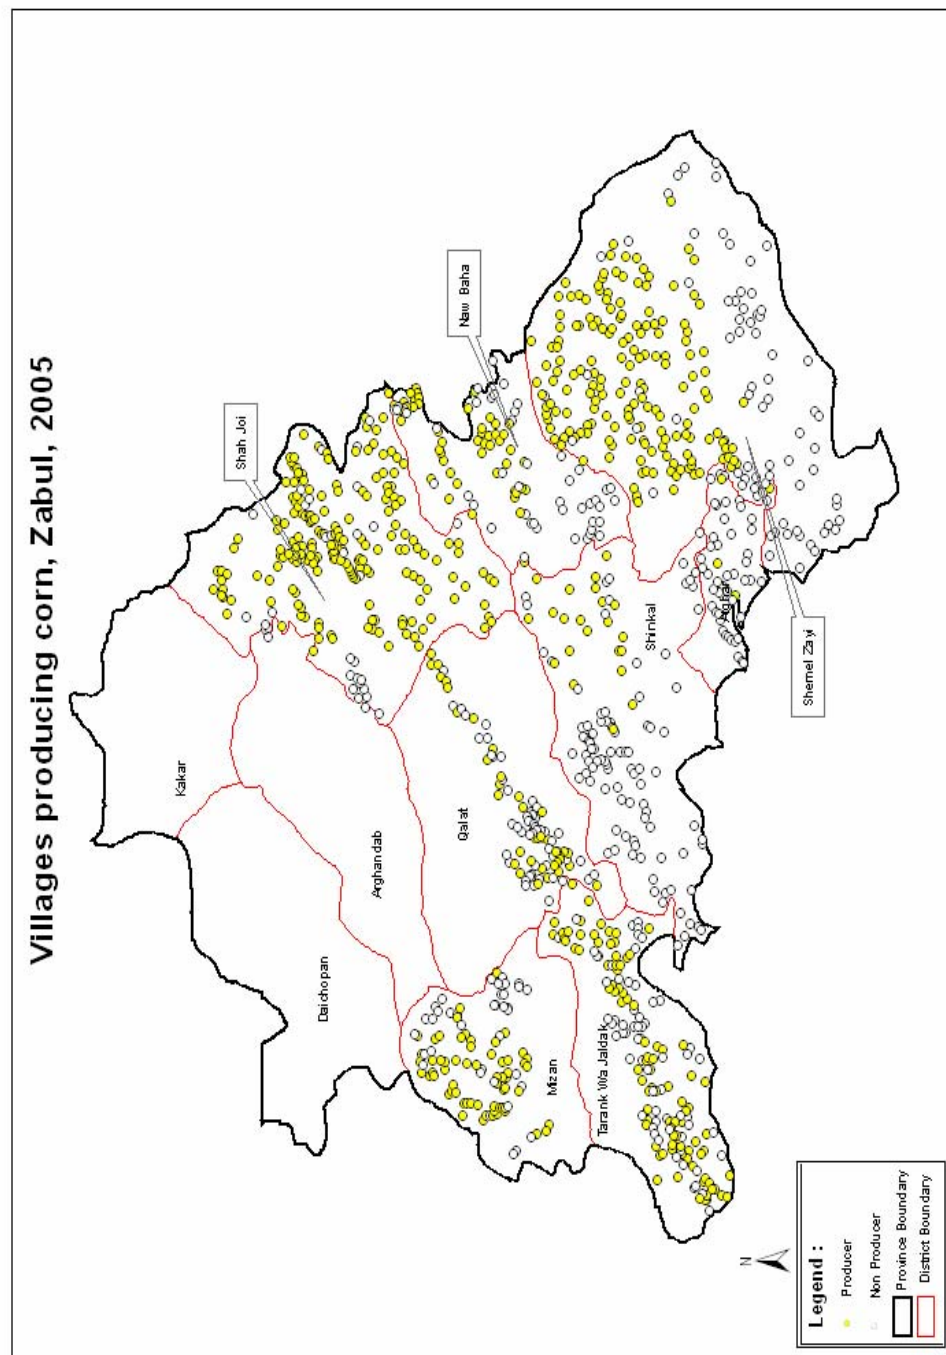 Villages producing corn, Zabul, 2005
Shah Joi
Naw Baha
Kakar
Daichopan
Arghandab
Qalat
Mizan
Tarank Wa Jaldak
Shinkal
Shemel Zayi
N
Legend :
Producer
Non Producer
Province Boundary
District Boundary